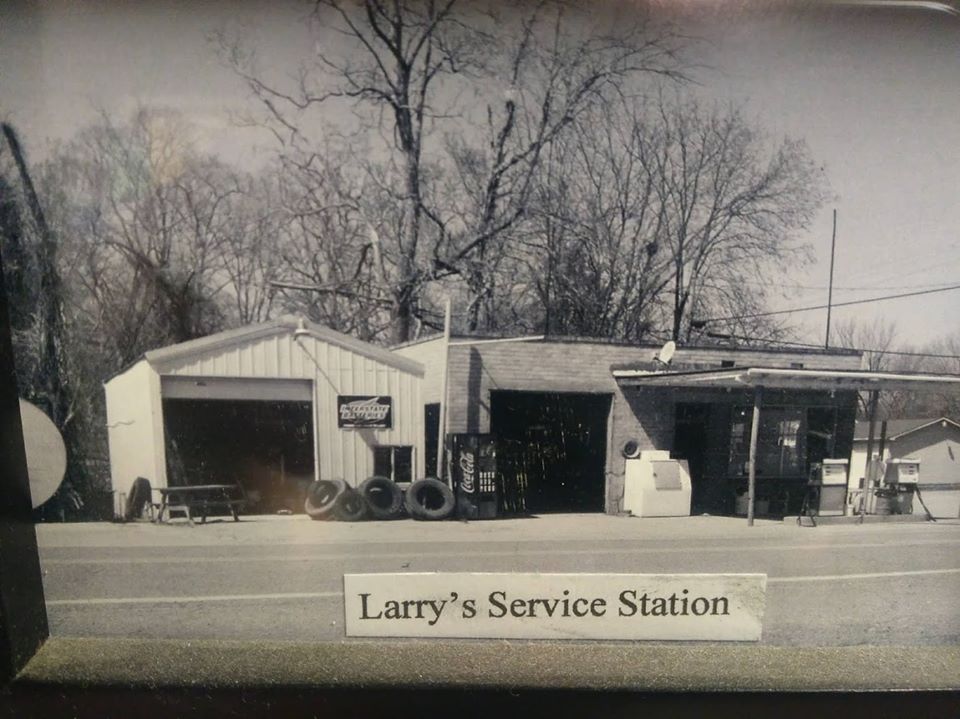 INTERSTATE
BATTERIES
Coca-Cola
Larry's Service Station